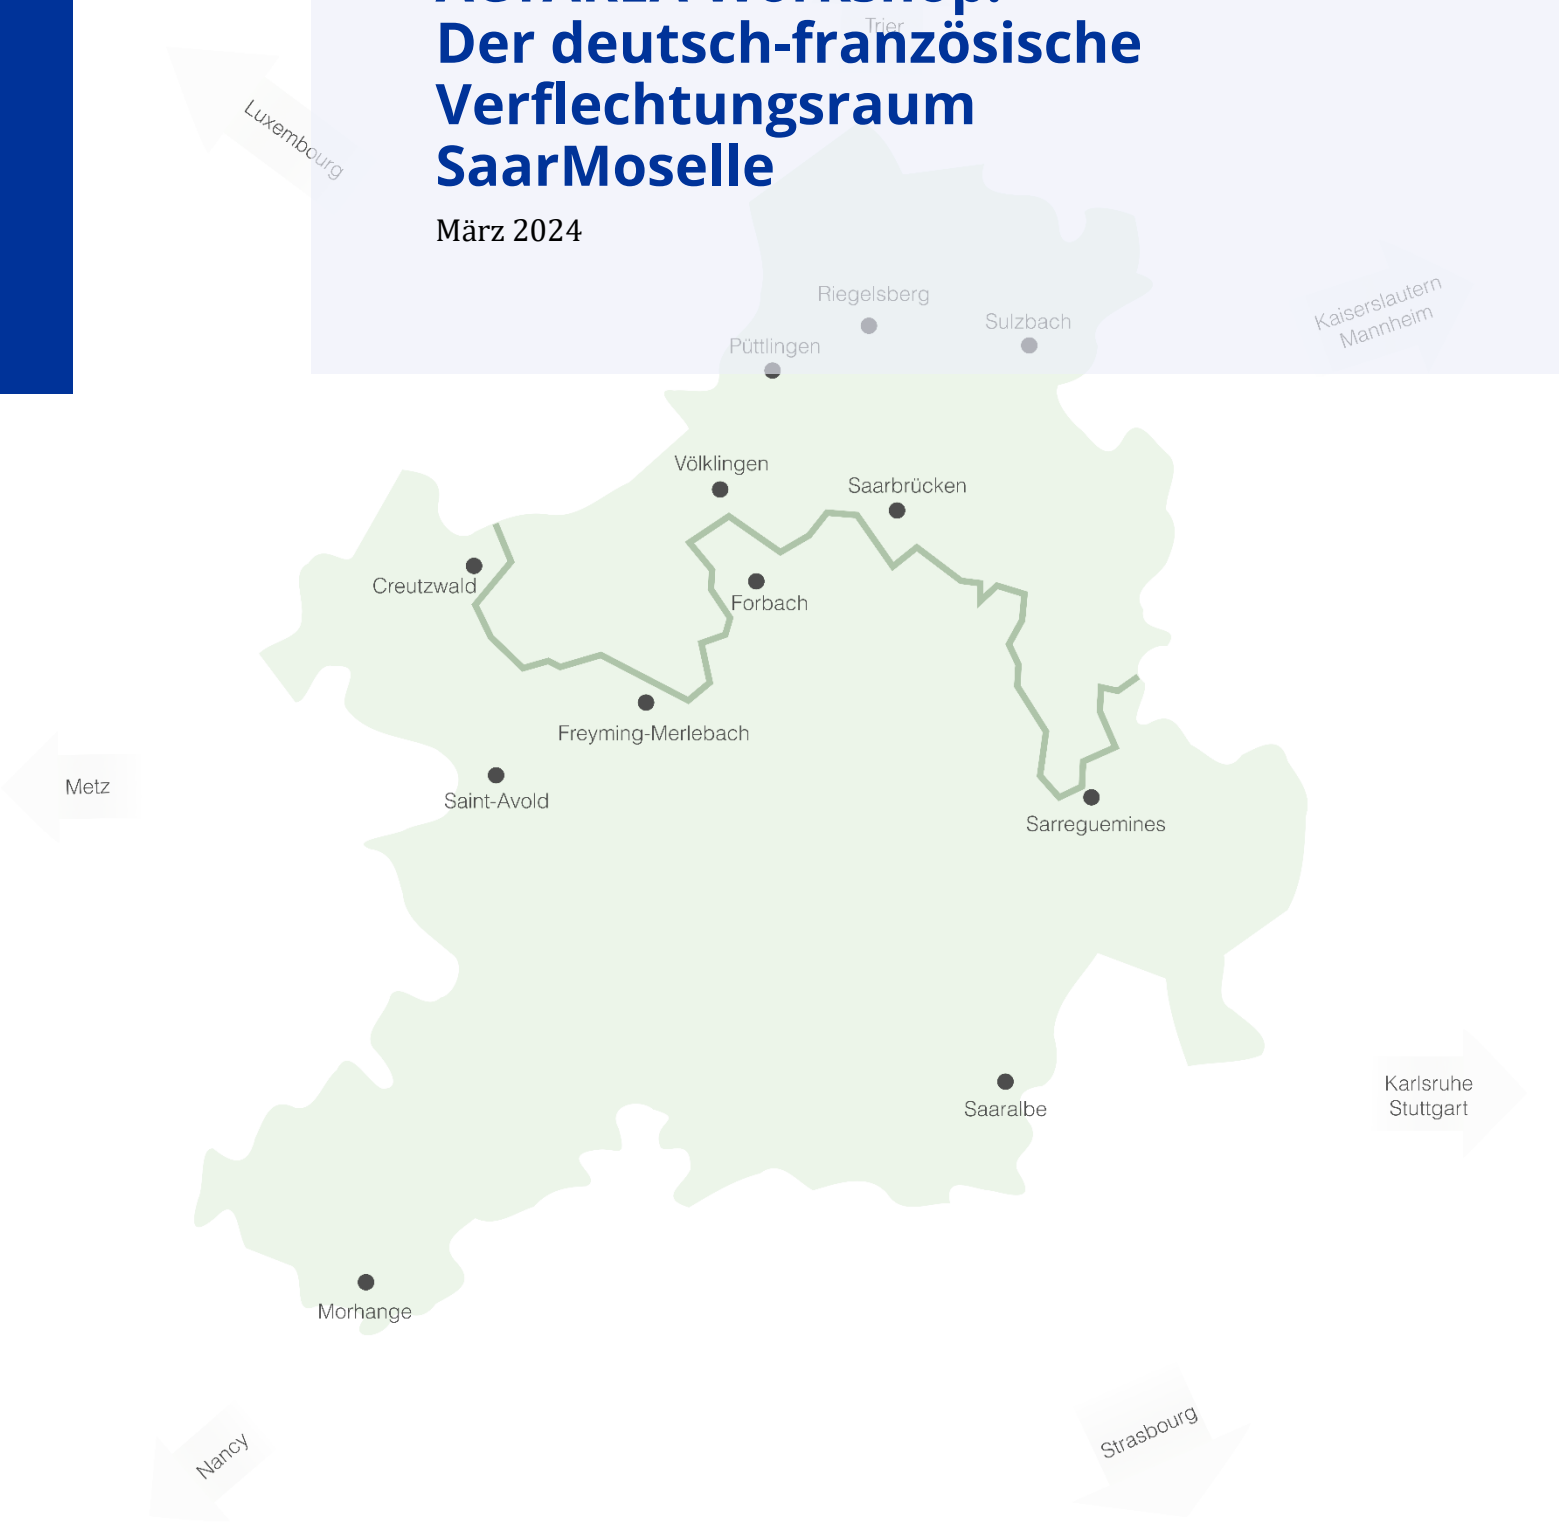 Workshop:
Der deutsch-französische
Verflechtungsraum
SaarMoselle
März 2024
Trier
Luxembourg
Riegelsberg
Sulzbach
Püttlingen
Kaiserslautern
Mannheim
Völklingen
Saarbrücken
Creutzwald
Forbach
Freyming-Merlebach
Metz
Saint-Avold
Sarreguemines
Karlsruhe
Stuttgart
Saaralbe
Morhange
Nancy
Strasbourg